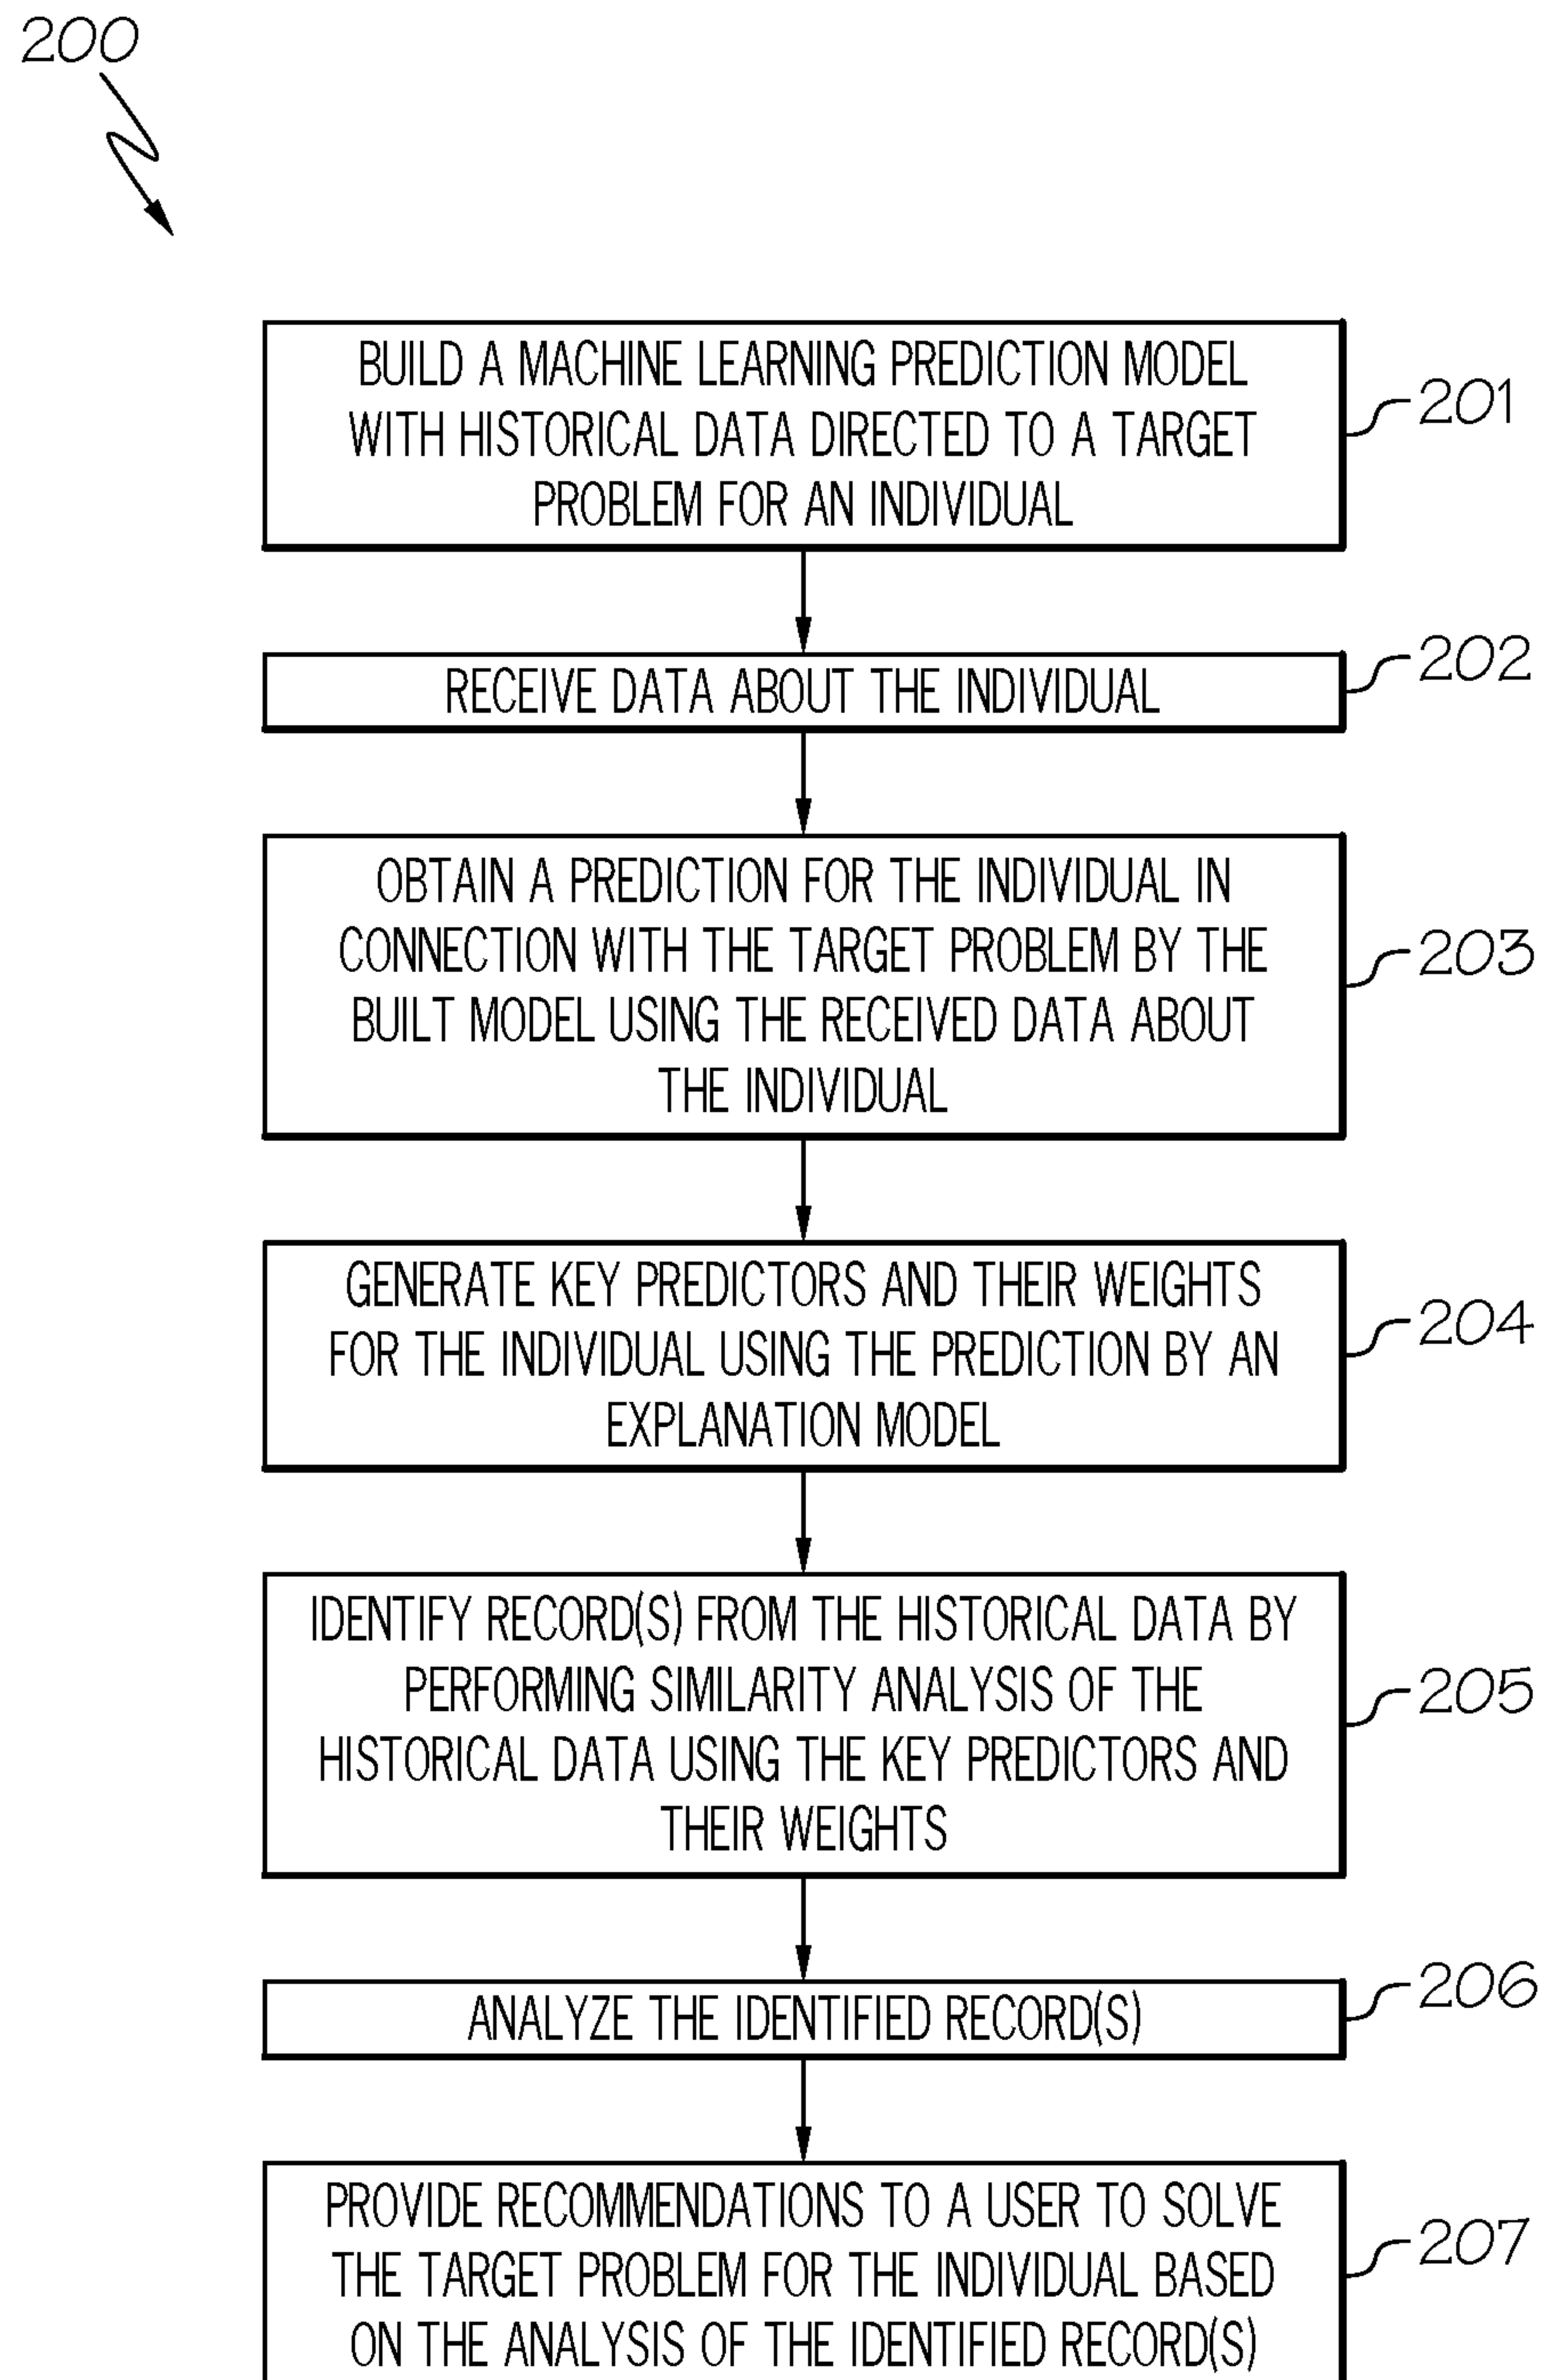 200
BUILD A MACHINE LEARNING PREDICTION MODEL
WITH HISTORICAL DATA DIRECTED TO A TARGET
PROBLEM FOR AN INDIVIDUAL
201
RECEIVE DATA ABOUT THE INDIVIDUAL
202
OBTAIN A PREDICTION FOR THE INDIVIDUAL IN
CONNECTION WITH THE TARGET PROBLEM BY THE
BUILT MODEL USING THE RECEIVED DATA ABOUT
THE INDIVIDUAL
203
GENERATE KEY PREDICTORS AND THEIR WEIGHTS
FOR THE INDIVIDUAL USING THE PREDICTION BY AN
EXPLANATION MODEL
204
IDENTIFY RECORD(S) FROM THE HISTORICAL DATA BY
PERFORMING SIMILARITY ANALYSIS OF THE
HISTORICAL DATA USING THE KEY PREDICTORS AND
THEIR WEIGHTS
205
ANALYZE THE IDENTIFIED RECORD(S)
206
PROVIDE RECOMMENDATIONS TO A USER TO SOLVE
THE TARGET PROBLEM FOR THE INDIVIDUAL BASED
ON THE ANALYSIS OF THE IDENTIFIED RECORD(S)
207